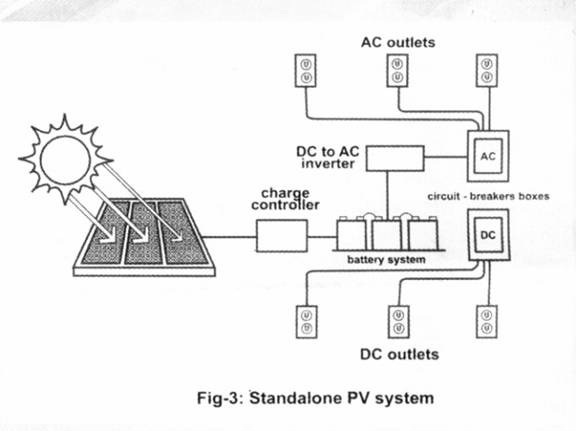 AC outlets
DC to AC
inverter
AC
charge
controller
circuit - breakers boxes
DC
battery system
DC outlets
Fig-3: Standalone PV system